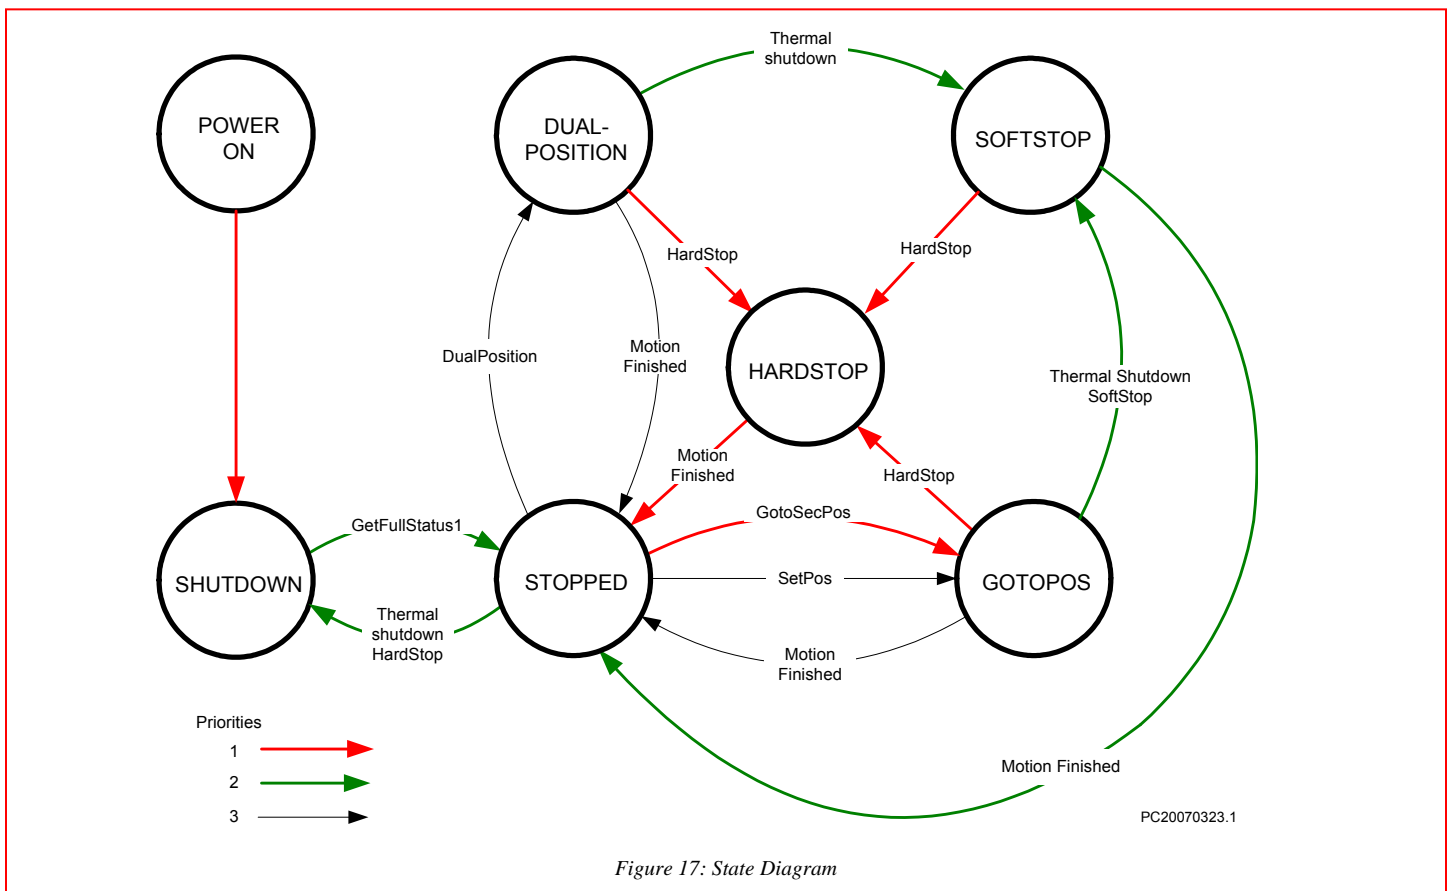 Thermal
shutdown
POWER
ON
DUAL-
POSITION
SOFTSTOP
HardStop
HardStop
DualPosition
Motion
Finished
HARDSTOP
Thermal Shutdown
SoftStop
Motion
Finished
HardStop
GetFullStatus1
GotoSecPos
SHUTDOWN
STOPPED
SetPos
GOTOPOS
Thermal
shutdown
HardStop
Motion
Finished
Priorities
1
2
3
Motion Finished
PC20070323.1
Figure 17: State Diagram